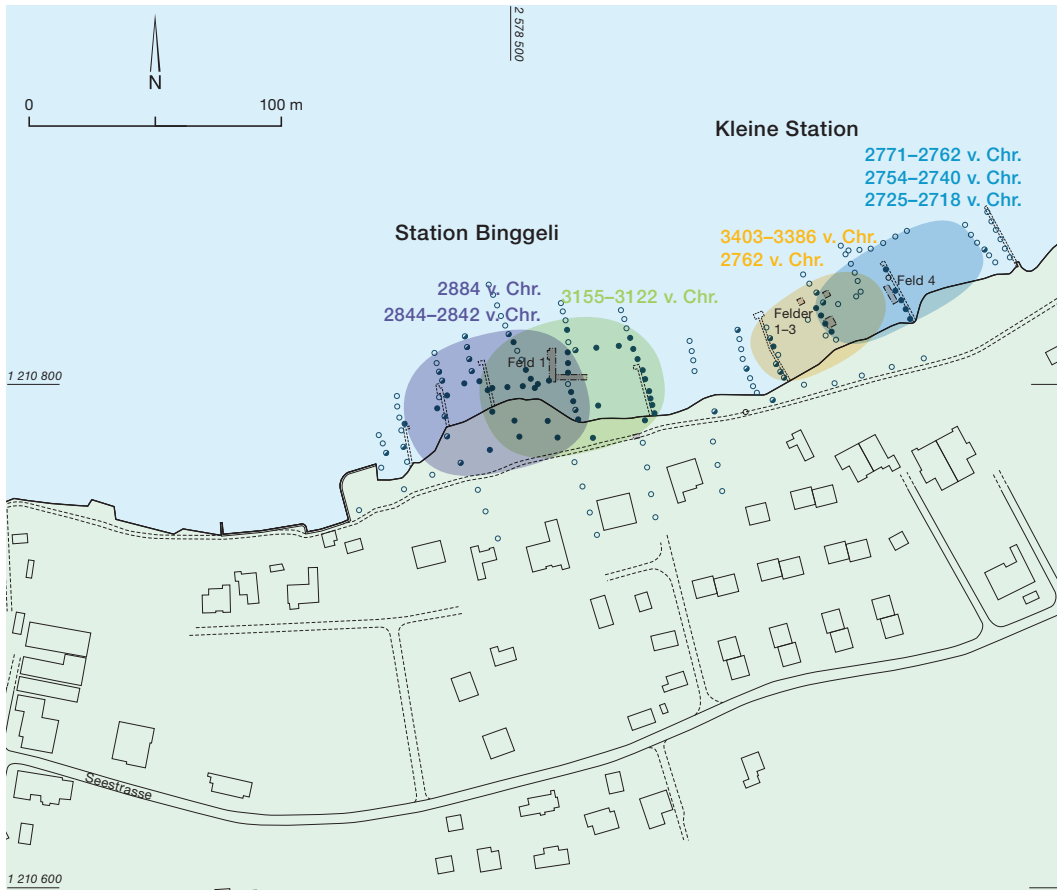 2 578 500
N
0
100 m
Kleine Station
2771–2762 v. Chr.
2754–2740 v. Chr.
2725–2718 v. Chr.
Station Binggeli
3403–3386 v. Chr.
2762 v. Chr.
2884 v. Chr.
2844–2842 v. Chr.
3155–3122 v. Chr.
Feld 4
Felder
1–3
Feld 1
1 210 800
Seestrasse
1 210 600